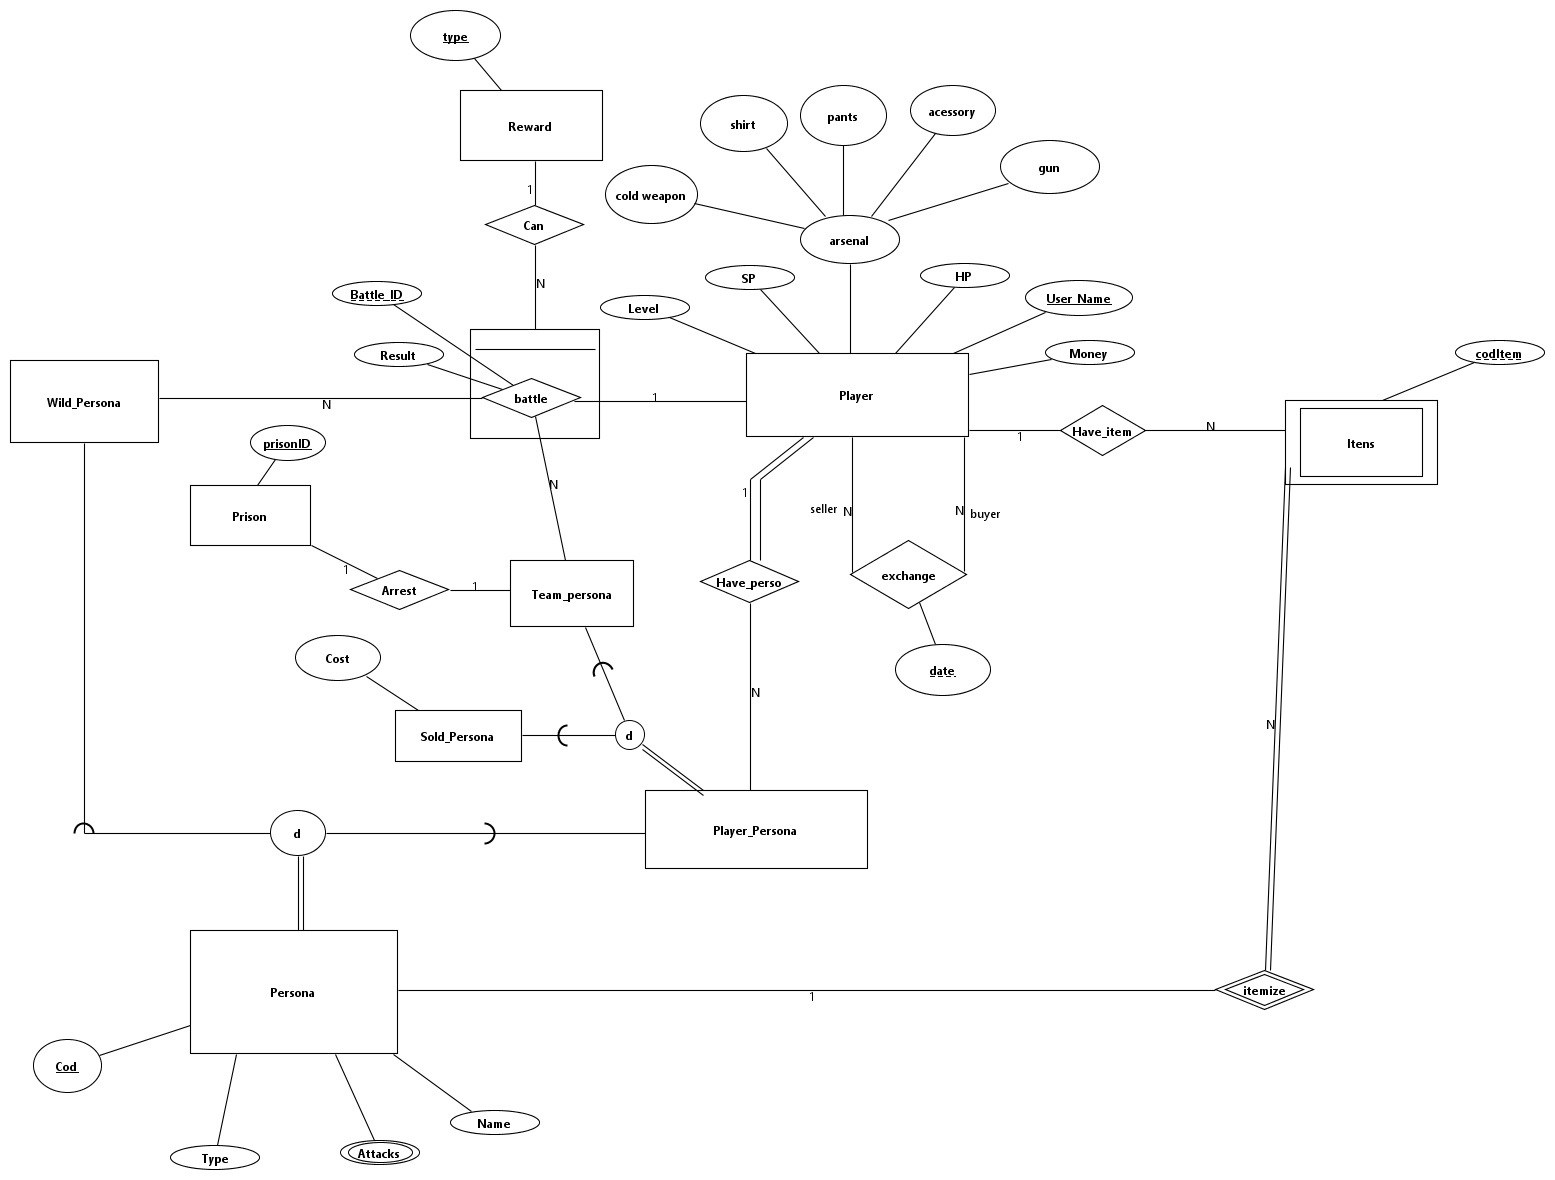 type
Reward
1
Can
N
shirt
pants
acessory
gun
cold weapon
arsenal
SP
HP
Level
User_Name
Money
Battle_ID
Result
battle
Wild_Persona
N
1
Player
codItem
1
Have_item
N
Itens
prisonID
Prison
1
Arrest
1
N
Team_persona
1
seller
N
N
buyer
Have_perso
exchange
date
Cost
Sold_Persona
d
N
N
Player_Persona
d
Persona
1
itemize
Cod
Type
Attacks
Name